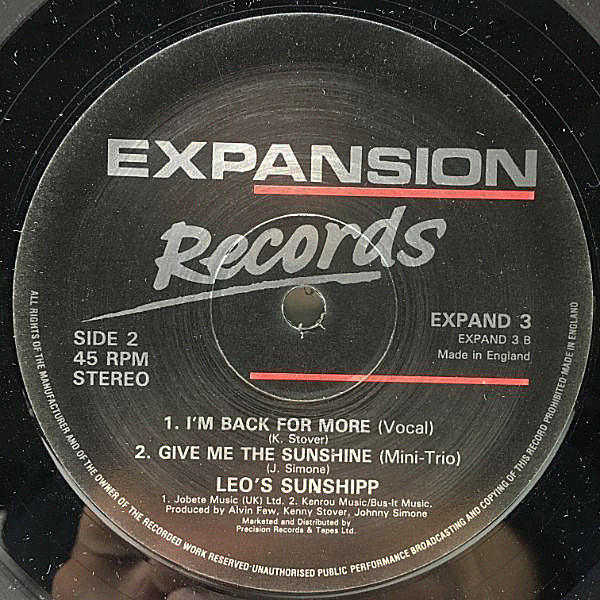 EXPANSION
Records
SIDE 2
45 RPM
STEREO
EXPAND 3
EXPAND 3 B
Made in England
1. I'M BACK FOR MORE (Vocal)
(K. Stover)
2. GIVE ME THE SUNSHINE (Mini-Trio)
(J. Simone)
LEO'S SUNSHIPP
1. Jobete Music (UK) Ltd. 2. Kenrou Music/Bus-It Music.
Produced by Alvin Few, Kenny Stover, Johnny Simone
Marketed and Distributed by
Precision Records & Tapes Ltd.
ALL RIGHTS OF THE MANUFACTURER AND OF THE OWNER OF THE RECORDED WORK RESERVED·UNAUTHORISED PUBLIC PERFORMANCE BROADCASTING AND COPYING OF THIS RECORD PROHIBITED·MADE IN ENGLAND